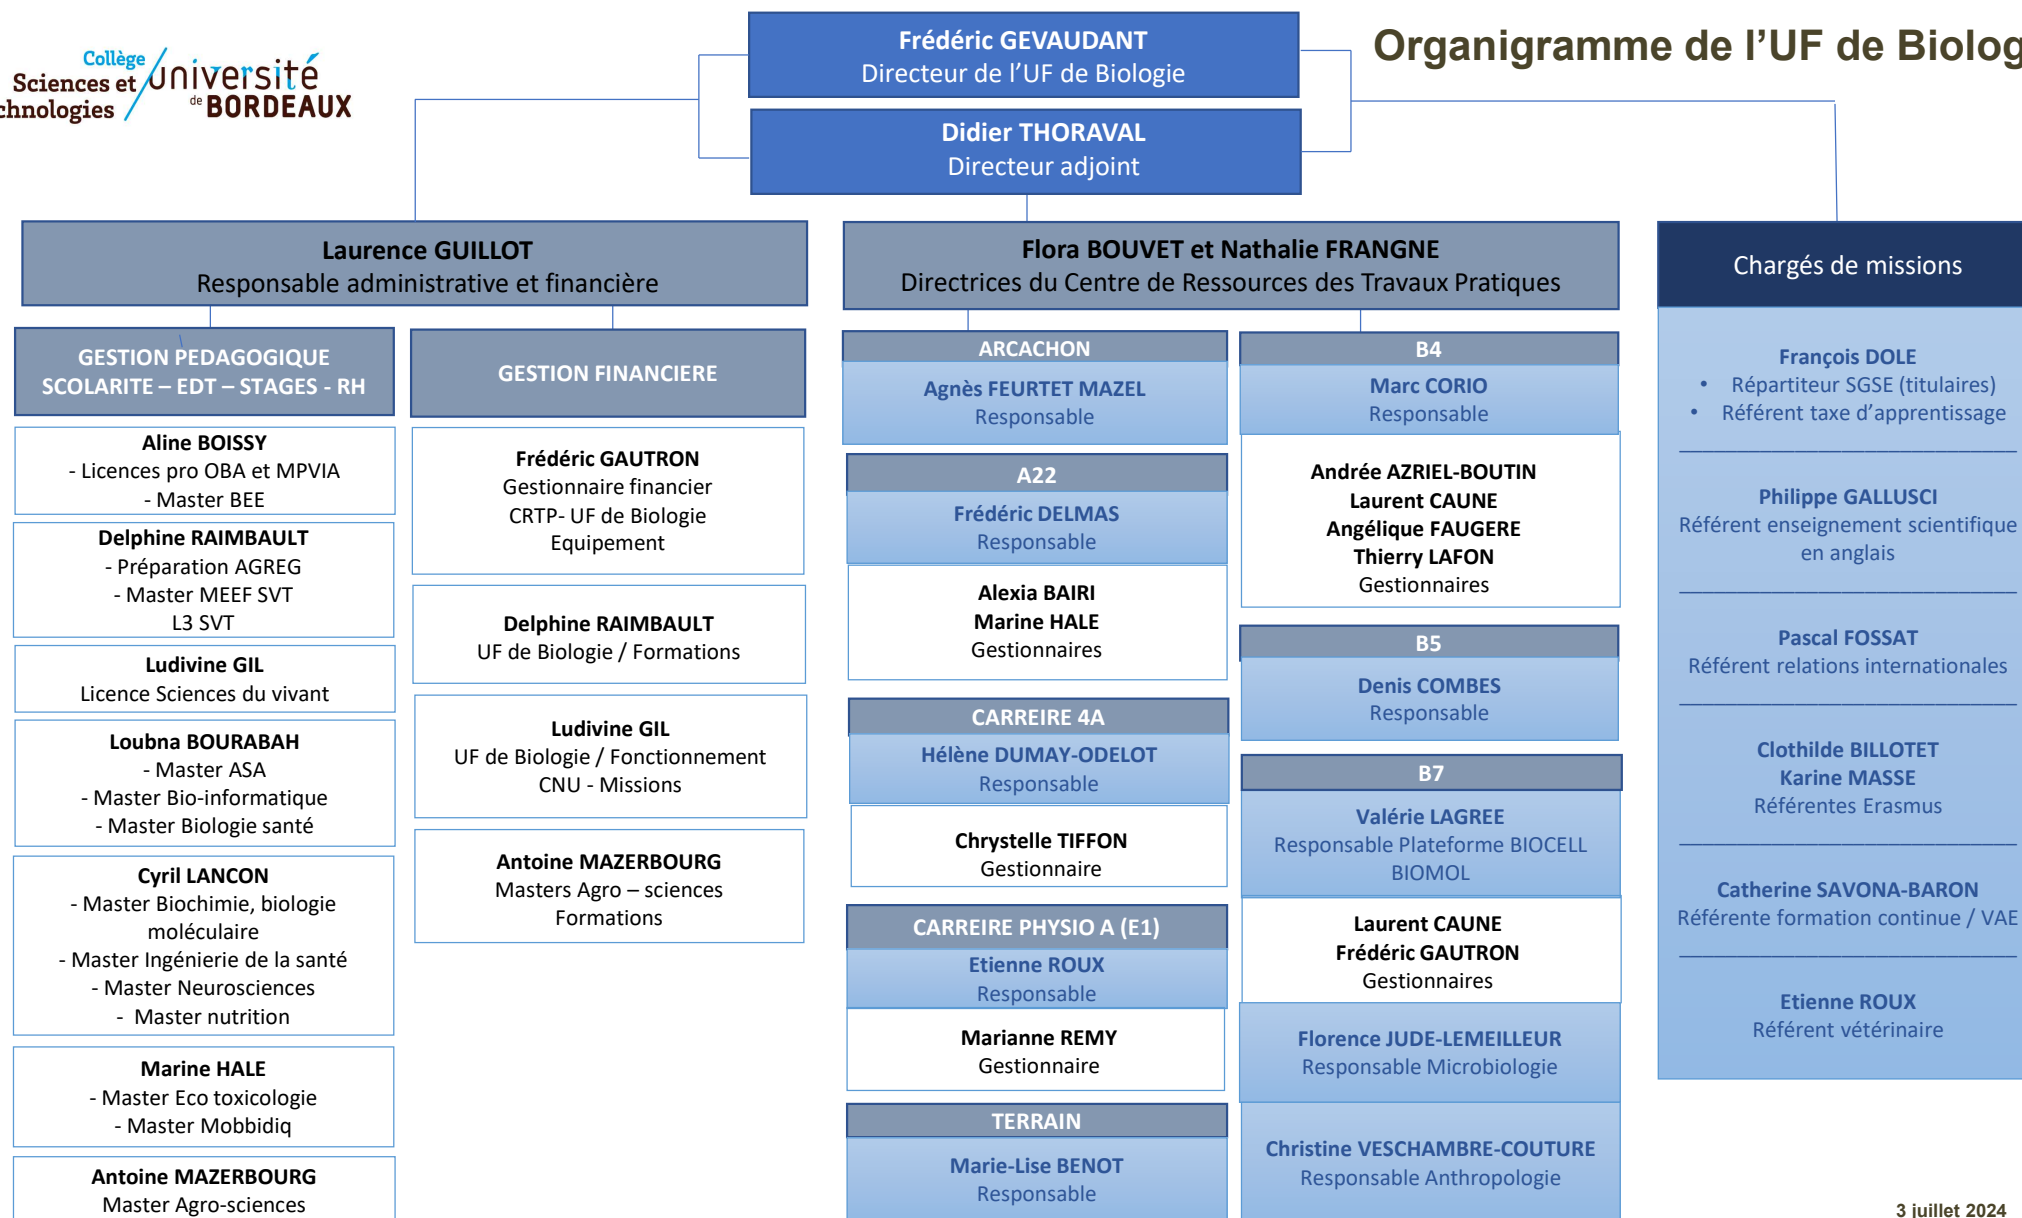 Collège
Sciences et
chnologies
université
de BORDEAUX
Frédéric GEVAUDANT
Directeur de l'UF de Biologie
Didier THORAVAL
Directeur adjoint
Organigramme de l'UF de Biolog
Laurence GUILLOT
Responsable administrative et financière
GESTION PEDAGOGIQUE
SCOLARITE – EDT – STAGES - RH
Aline BOISSY
- Licences pro OBA et MPVIA
- Master BEE
Delphine RAIMBAULT
- Préparation AGREG
- Master MEEF SVT
L3 SVT
Ludivine GIL
Licence Sciences du vivant
Loubna BOURABAH
- Master ASA
- Master Bio-informatique
- Master Biologie santé
Cyril LANCON
- Master Biochimie, biologie
moléculaire
- Master Ingénierie de la santé
- Master Neurosciences
- Master nutrition
Marine HALE
- Master Eco toxicologie
- Master Mobbidiq
Antoine MAZERBOURG
Master Agro-sciences
GESTION FINANCIERE
Frédéric GAUTRON
Gestionnaire financier
CRTP- UF de Biologie
Equipement
Delphine RAIMBAULT
UF de Biologie / Formations
Ludivine GIL
UF de Biologie / Fonctionnement
CNU - Missions
Antoine MAZERBOURG
Masters Agro – sciences
Formations
Flora BOUVET et Nathalie FRANGNE
Directrices du Centre de Ressources des Travaux Pratiques
ARCACHON
Agnès FEURTET MAZEL
Responsable
A22
Frédéric DELMAS
Responsable
Alexia BAIRI
Marine HALE
Gestionnaires
CARREIRE 4A
Hélène DUMAY-ODELOT
Responsable
Chrystelle TIFFON
Gestionnaire
CARREIRE PHYSIO A (E1)
Etienne ROUX
Responsable
Marianne REMY
Gestionnaire
TERRAIN
Marie-Lise BENOT
Responsable
B4
Marc CORIO
Responsable
Andrée AZRIEL-BOUTIN
Laurent CAUNE
Angélique FAUGERE
Thierry LAFON
Gestionnaires
B5
Denis COMBES
Responsable
B7
Valérie LAGREE
Responsable Plateforme BIOCELL
BIOMOL
Laurent CAUNE
Frédéric GAUTRON
Gestionnaires
Florence JUDE-LEMEILLEUR
Responsable Microbiologie
Christine VESCHAMBRE-COUTURE
Responsable Anthropologie
Chargés de missions
François DOLE
• Répartiteur SGSE (titulaires)
• Référent taxe d'apprentissage
Philippe GALLUSCI
Référent enseignement scientifique
en anglais
Pascal FOSSAT
Référent relations internationales
Clothilde BILLOTET
Karine MASSE
Référentes Erasmus
Catherine SAVONA-BARON
Référente formation continue / VAE
Etienne ROUX
Référent vétérinaire
3 juillet 2024